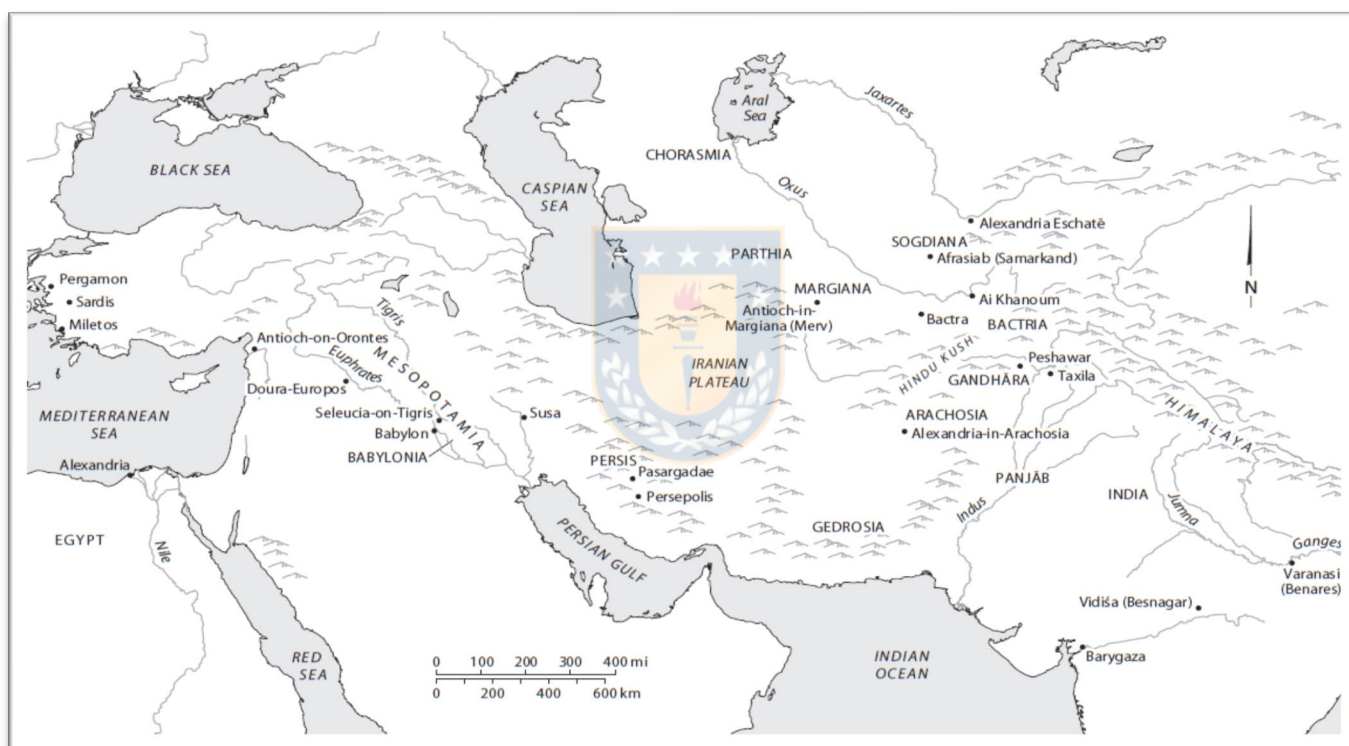 Aral
Sea
Jaxartes
CHORASMIA
BLACK SEA
CASPIAN
SEA
Oxus
Alexandria Eschatē
SOGDIANA
PARTHIA
Afrasiab (Samarkand)
N
Pergamon
MARGIANA
Sardis
Ai Khanoum
Tigris
Antioch-in-
Margiana (Merv)
Bactra
BACTRIA
Miletos
Antioch-on-Orontes
MESOPOTAMIA
HINDU KUSH
Peshawar
Euphrates
IRANIAN
PLATEAU
GANDHĀRA
Taxila
Doura-Europos
HIMALAYA
MEDITERRANEAN
SEA
Seleucia-on-Tigris
Susa
ARACHOSIA
Babylon
Alexandria-in-Arachosia
BABYLONIA
Alexandria
PERSIS
Pasargadae
PANJĀB
Persepolis
INDIA
Indus
Jumna
GEDROSIA
EGYPT
Nile
PERSIAN GULF
Ganges
Varanasi
(Benares)
Vidiśa (Besnagar)
Barygaza
RED
SEA
INDIAN
OCEAN
0 100 200 300 400 mi
0 200 400 600 km